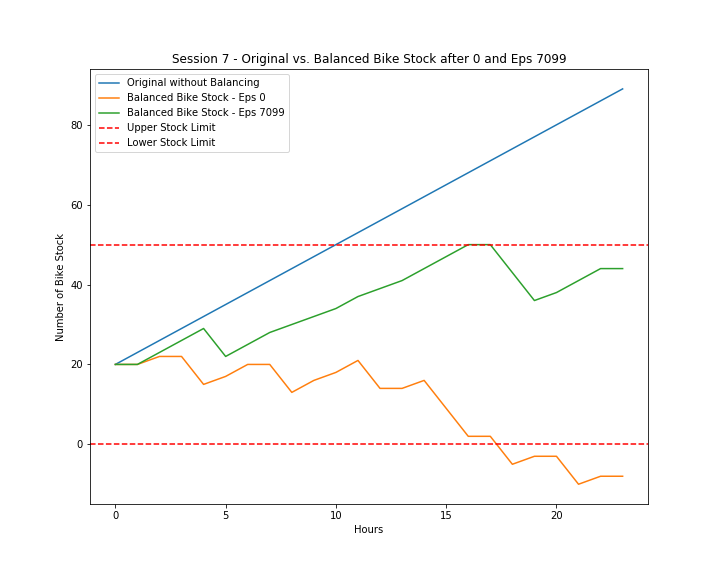 Session 7 - Original vs. Balanced Bike Stock after 0 and Eps 7099
Original without Balancing
Balanced Bike Stock - Eps 0
Balanced Bike Stock - Eps 7099
Upper Stock Limit
Lower Stock Limit
Number of Bike Stock
80
60
40
20
0
0 5 10 15 20
Hours